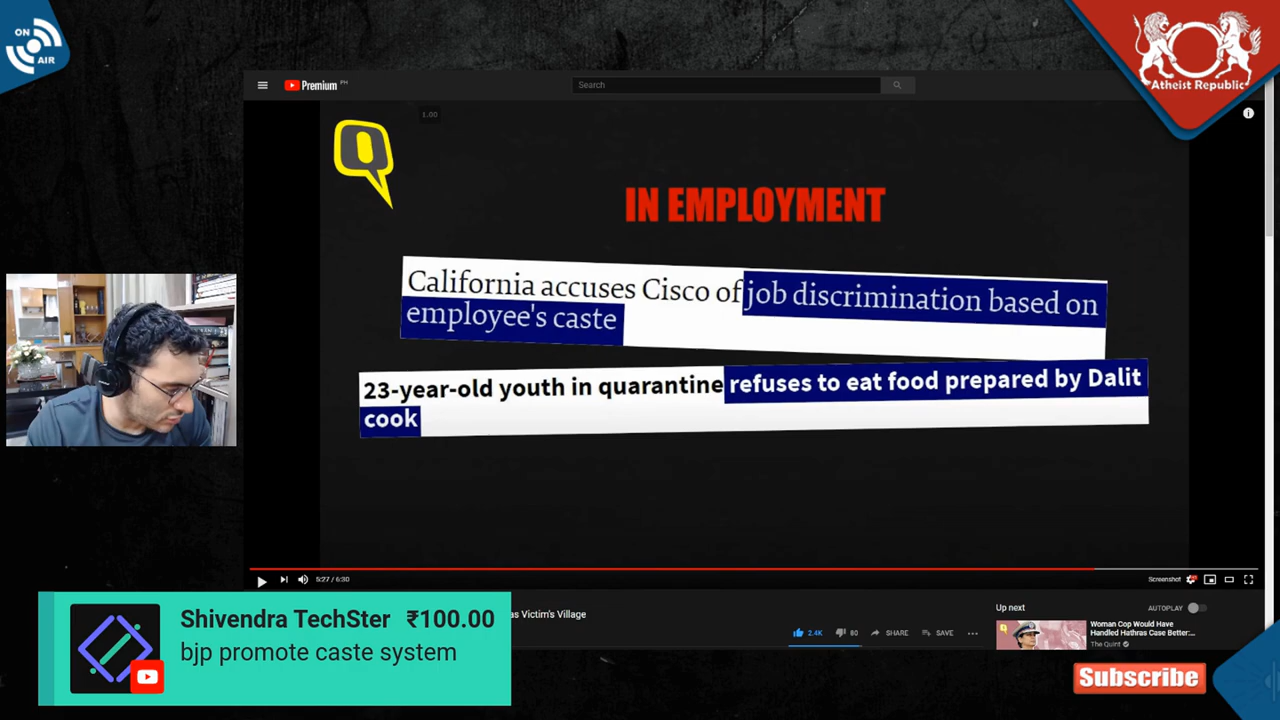 ON
AIR
Premium PH
Search
Atheist Republic
1.00
Q
IN EMPLOYMENT
California accuses Cisco of job discrimination based on
employee's caste
23-year-old youth in quarantine refuses to eat food prepared by Dalit
cook
5:27 / 6:30
Screenshot
Shivendra TechSter ₹100.00
bjp promote caste system
as Victim's Village
2.4K 80 SHARE SAVE
Up next
AUTOPLAY
Woman Cop Would Have
Handled Hathras Case Better:...
The Quint
Subscribe